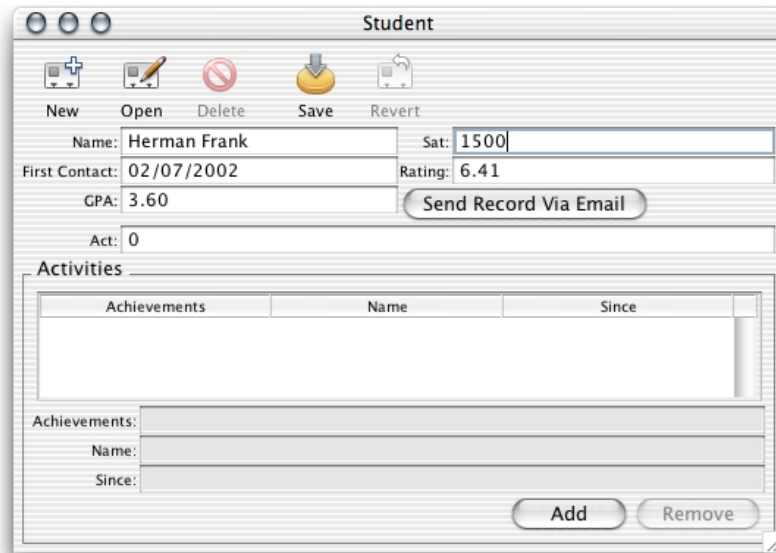 Student
New Open Delete Save Revert
Name: Herman Frank Sat: 1500
First Contact: 02/07/2002 Rating: 6.41
GPA: 3.60 Send Record Via Email
Act: 0
Activities
Achievements Name Since
Achievements:
Name:
Since:
Add Remove